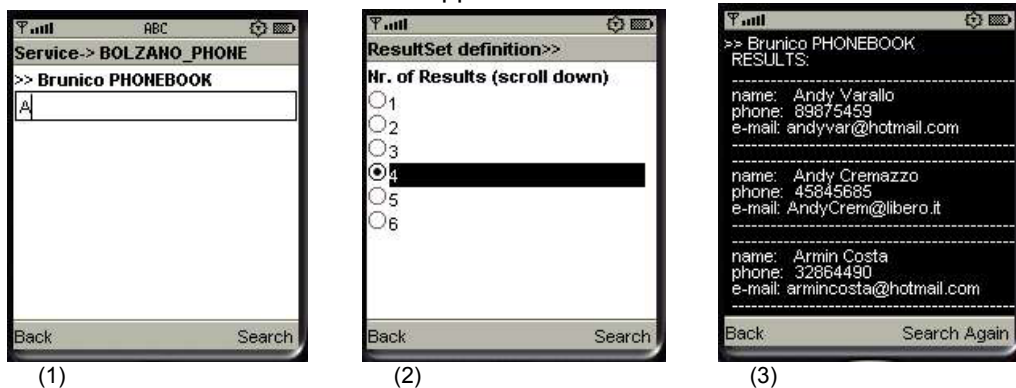 ABC
Service-> BOLZANO_PHONE
>> Brunico PHONEBOOK
A
Back Search
(1)
ResultSet definition>>
Nr. of Results (scroll down)
1
2
3
4
5
6
Back Search
(2)
>> Brunico PHONEBOOK
RESULTS:
name: Andy Varallo
phone: 89875459
e-mail: andyvar@hotmail.com
name: Andy Cremazzo
phone: 45845685
e-mail: AndyCrem@libero.it
name: Armin Costa
phone: 32864490
e-mail: armincosta@hotmail.com
Back Search Again
(3)